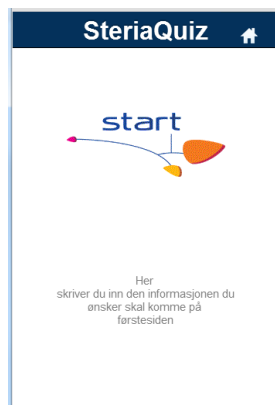 SteriaQuiz
start
Her
skriver du inn den informasjonen du
ønsker skal komme på
førstesiden